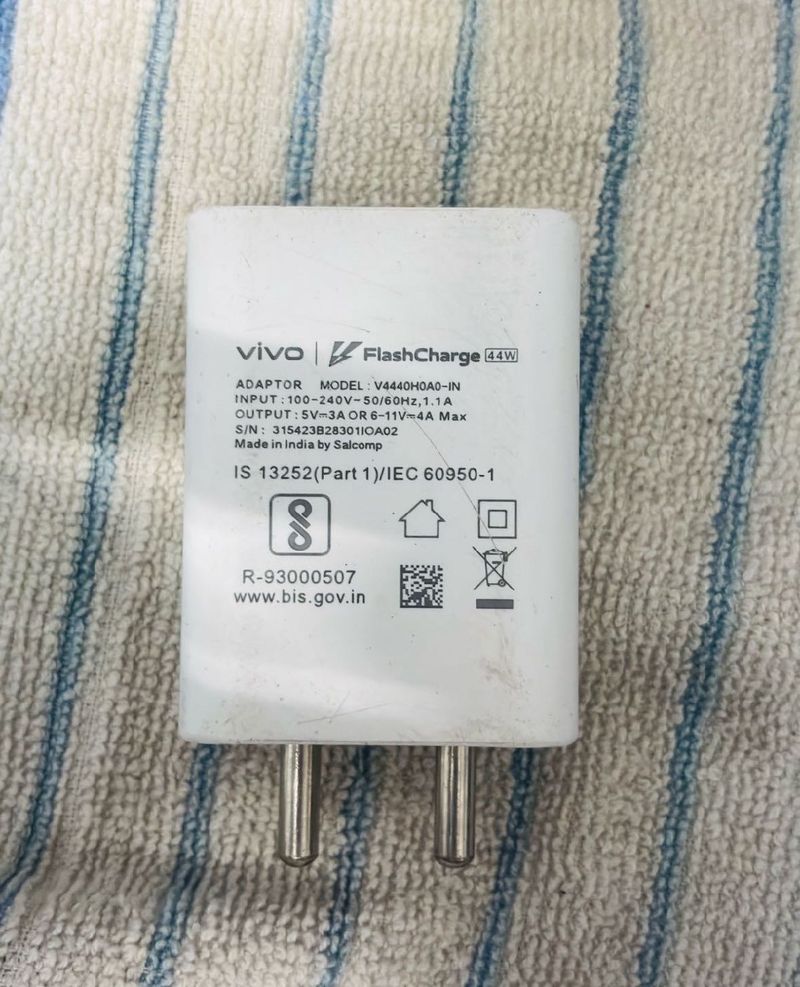 vivo | FlashCharge 44W
ADAPTOR MODEL : V4440H0A0-IN
INPUT : 100-240V~50/60Hz,1.1A
OUTPUT : 5V⎓3A OR 6-11V⎓4A Max
S/N : 315423B28301IOA02
Made in India by Salcomp
IS 13252(Part 1)/IEC 60950-1
R-93000507
www.bis.gov.in